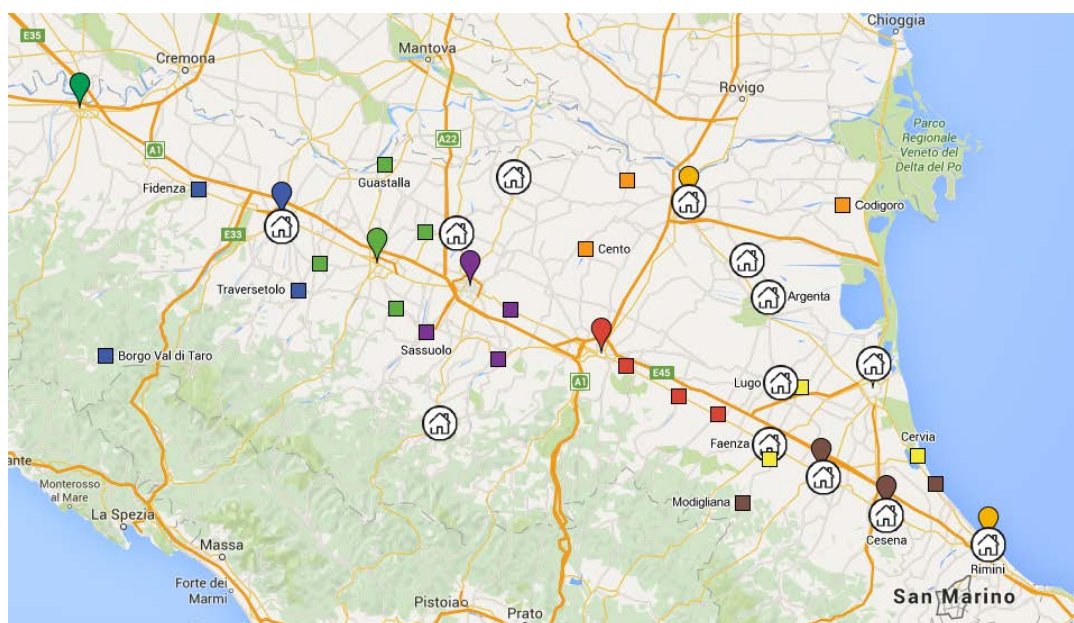 Chioggia
E35
Cremona
Mantova
Rovigo
Parco
Regionale
Veneto del
Delta del Po
A22
A1
Fidenza
Guastalla
Codigoro
E33
Cento
Traversetolo
Argenta
Sassuolo
Borgo Val di Taro
E45
A1
Lugo
Faenza
Cervia
ante
Monterosso
al Mare
Modigliana
La Spezia
Cesena
Massa
Rimini
Forte dei
Marmi
Pistoia
Prato
San Marino